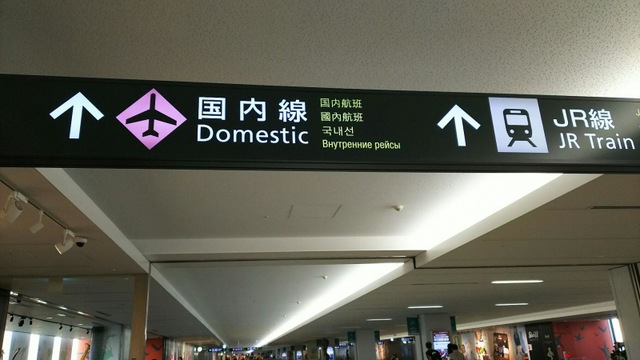 国内線
Domestic
国内航班
國內航班
국내선
Внутренние рейсы
JR線
JR Train